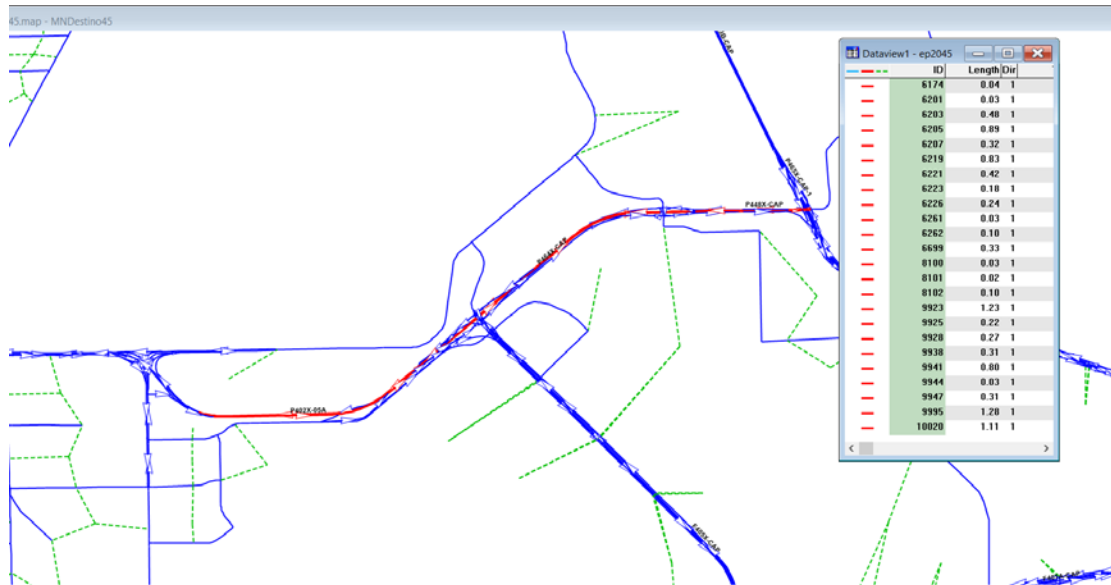 45.map - MNDestino45
Dataview1 - ep2045
ID Length Dir
6174 0.04 1
6201 0.03 1
6203 0.48 1
6205 0.89 1
6207 0.32 1
6219 0.83 1
6221 0.42 1
6223 0.18 1
6226 0.24 1
6261 0.03 1
6262 0.10 1
6699 0.33 1
8100 0.03 1
8101 0.02 1
8102 0.10 1
9923 1.23 1
9925 0.22 1
9928 0.27 1
9938 0.31 1
9941 0.80 1
9944 0.03 1
9947 0.31 1
9995 1.28 1
10020 1.11 1
P448X-CAP
P402X-05A